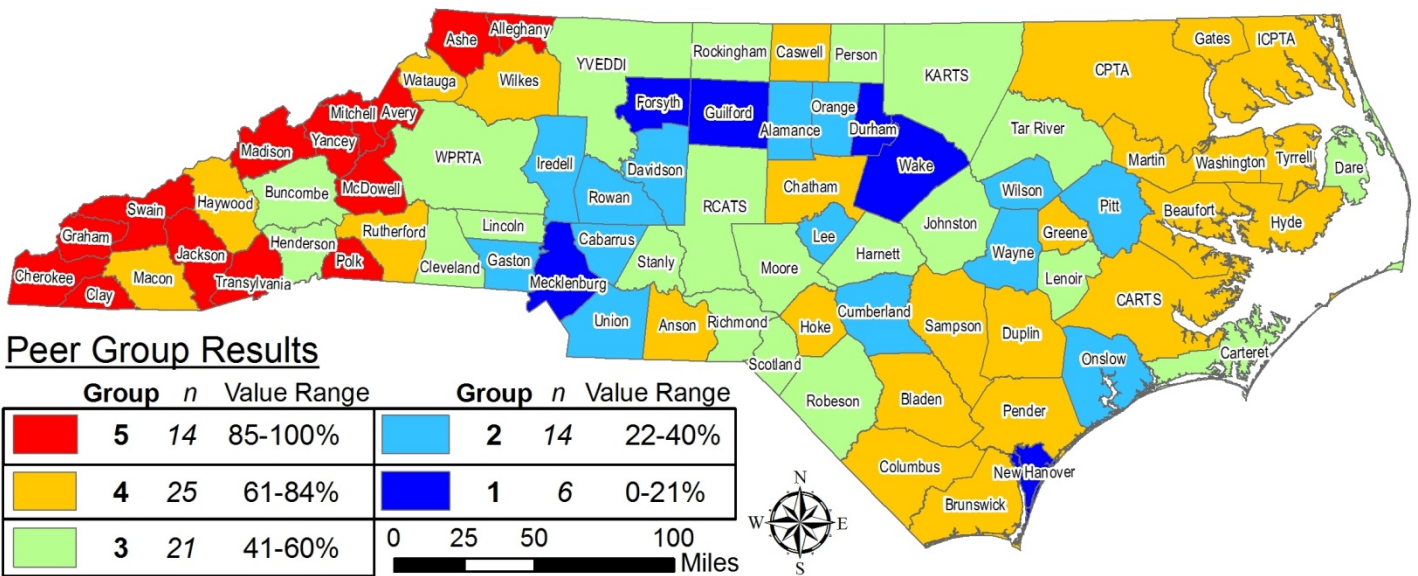 Ashe
Alleghany
YVEDDI
Rockingham
Caswell
Person
KARTS
CPTA
Gates
ICPTA
Watauga
Wilkes
Forsyth
Guilford
Alamance
Orange
Durham
Mitchell
Avery
Yancey
Madison
McDowell
WPRTA
Iredell
Davidson
Rowan
RCATS
Chatham
Wake
Tar River
Martin
Washington
Tyrrell
Dare
Swain
Haywood
Buncombe
Graham
Jackson
Cherokee
Macon
Clay
Transylvania
Henderson
Polk
Rutherford
Cleveland
Lincoln
Gaston
Cabarrus
Mecklenburg
Stanly
Union
Anson
Moore
Lee
Harnett
Johnston
Wilson
Pitt
Greene
Wayne
Lenoir
Beaufort
Hyde
CARTS
Richmond
Scotland
Hoke
Cumberland
Sampson
Duplin
Onslow
Carteret
Robeson
Bladen
Pender
Columbus
Brunswick
New Hanover
Peer Group Results
Group n Value Range
5 14 85-100%
4 25 61-84%
3 21 41-60%
Group n Value Range
2 14 22-40%
1 6 0-21%
0 25 50 100
Miles
N
W E
S